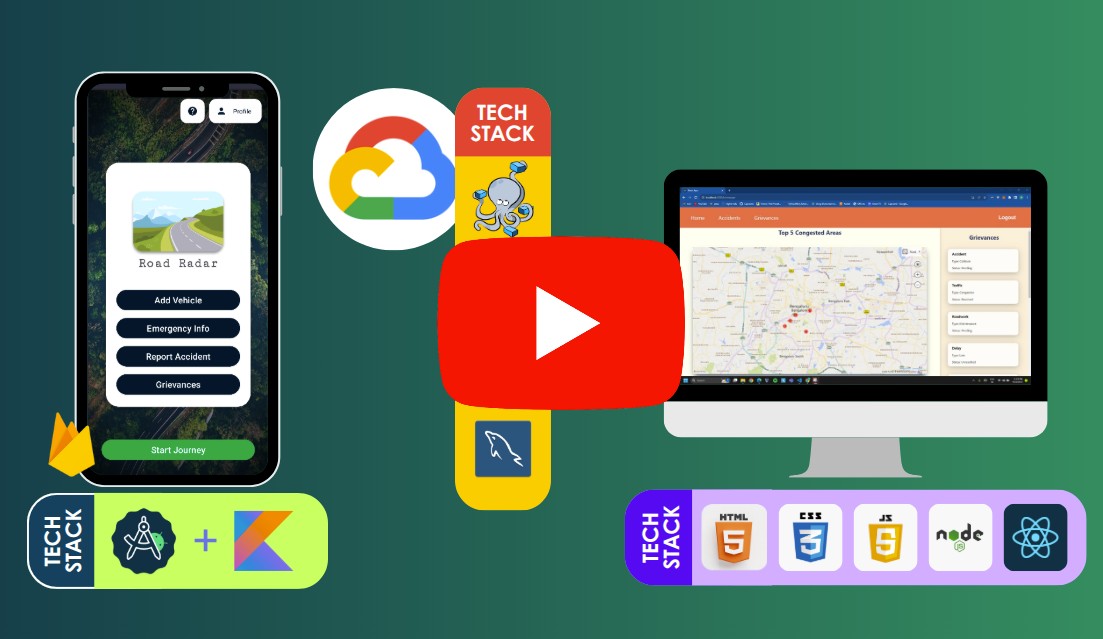 Profile
Road Radar
Add Vehicle
Emergency Info
Report Accident
Grievances
Start Journey
TECH
STACK
TECH
STACK
Home
Accidents
Grievances
Logout
Top 5 Congested Areas
Grievances
Accident
Traffic
Roadwork
Delay
TECH
STACK
HTML
5
CSS
3
JS
node
JS